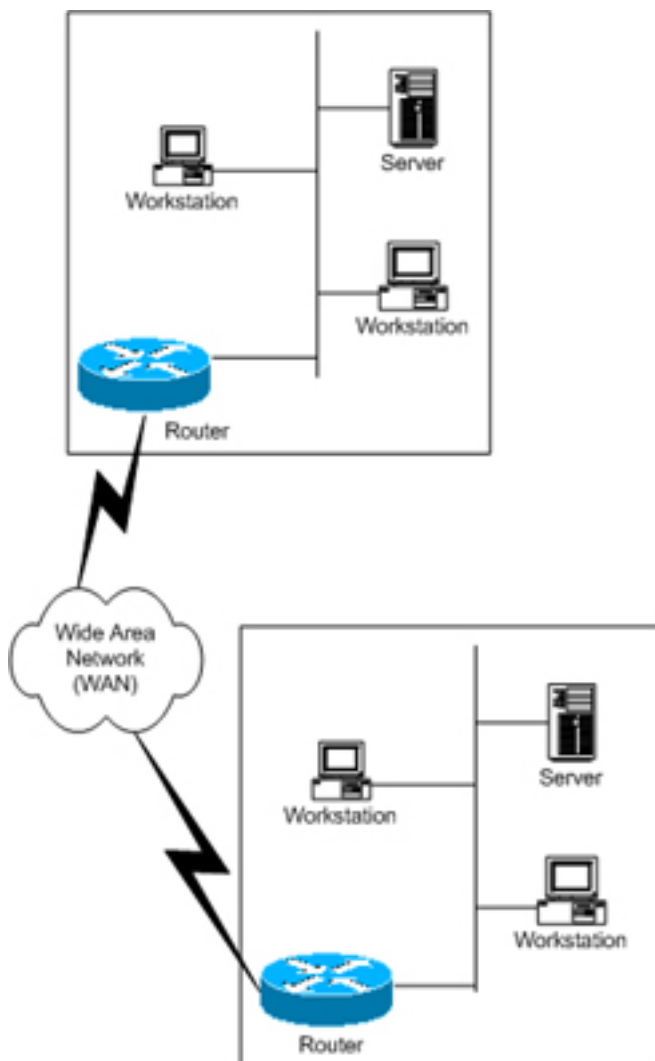 Server
Workstation
Workstation
Router
Wide Area
Network
(WAN)
Server
Workstation
Workstation
Router